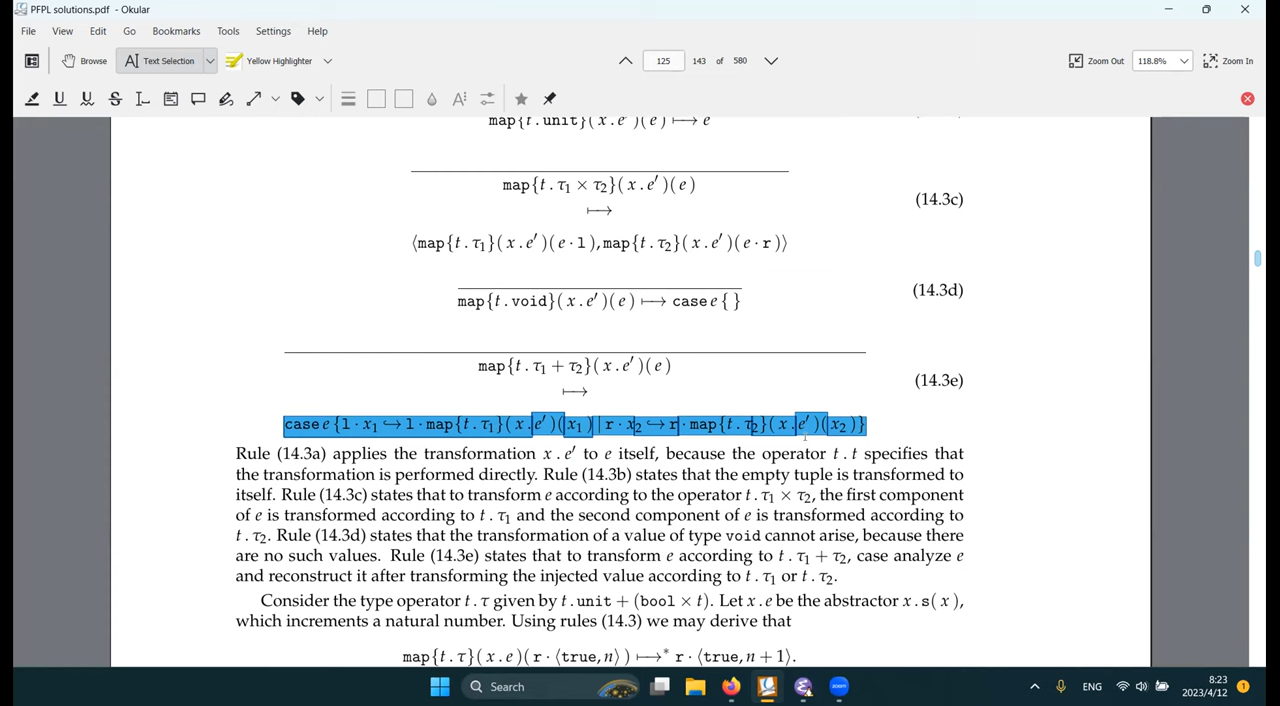 PFPL solutions.pdf - Okular
File View Edit Go Bookmarks Tools Settings Help
Browse Text Selection Yellow Highlighter 125 143 of 580 Zoom Out 118.8% Zoom In
map{t.unit}(x.e′)(e) ⟼ e
map{t.τ₁ × τ₂}(x.e′)(e)
(14.3c)
⟼
⟨map{t.τ₁}(x.e′)(e·l),map{t.τ₂}(x.e′)(e·r)⟩
(14.3d)
map{t.void}(x.e′)(e) ⟼ case e {}
map{t.τ₁ + τ₂}(x.e′)(e)
(14.3e)
⟼
case e {l·x₁ ↪ l·map{t.τ₁}(x.e′)(x₁) | r·x₂ ↪ r·map{t.τ₂}(x.e′)(x₂)}
Rule (14.3a) applies the transformation x.e′ to e itself, because the operator t.t specifies that
the transformation is performed directly. Rule (14.3b) states that the empty tuple is transformed to
itself. Rule (14.3c) states that to transform e according to the operator t.τ₁ × τ₂, the first component
of e is transformed according to t.τ₁ and the second component of e is transformed according to
t.τ₂. Rule (14.3d) states that the transformation of a value of type void cannot arise, because there
are no such values. Rule (14.3e) states that to transform e according to t.τ₁ + τ₂, case analyze e
and reconstruct it after transforming the injected value according to t.τ₁ or t.τ₂.
Consider the type operator t.τ given by t.unit + (bool × t). Let x.e be the abstractor x.s(x),
which increments a natural number. Using rules (14.3) we may derive that
map{t.τ}(x.e)(r·⟨true,n⟩) ⟼* r·⟨true,n + 1⟩.
Search ENG 8:23
2023/4/12